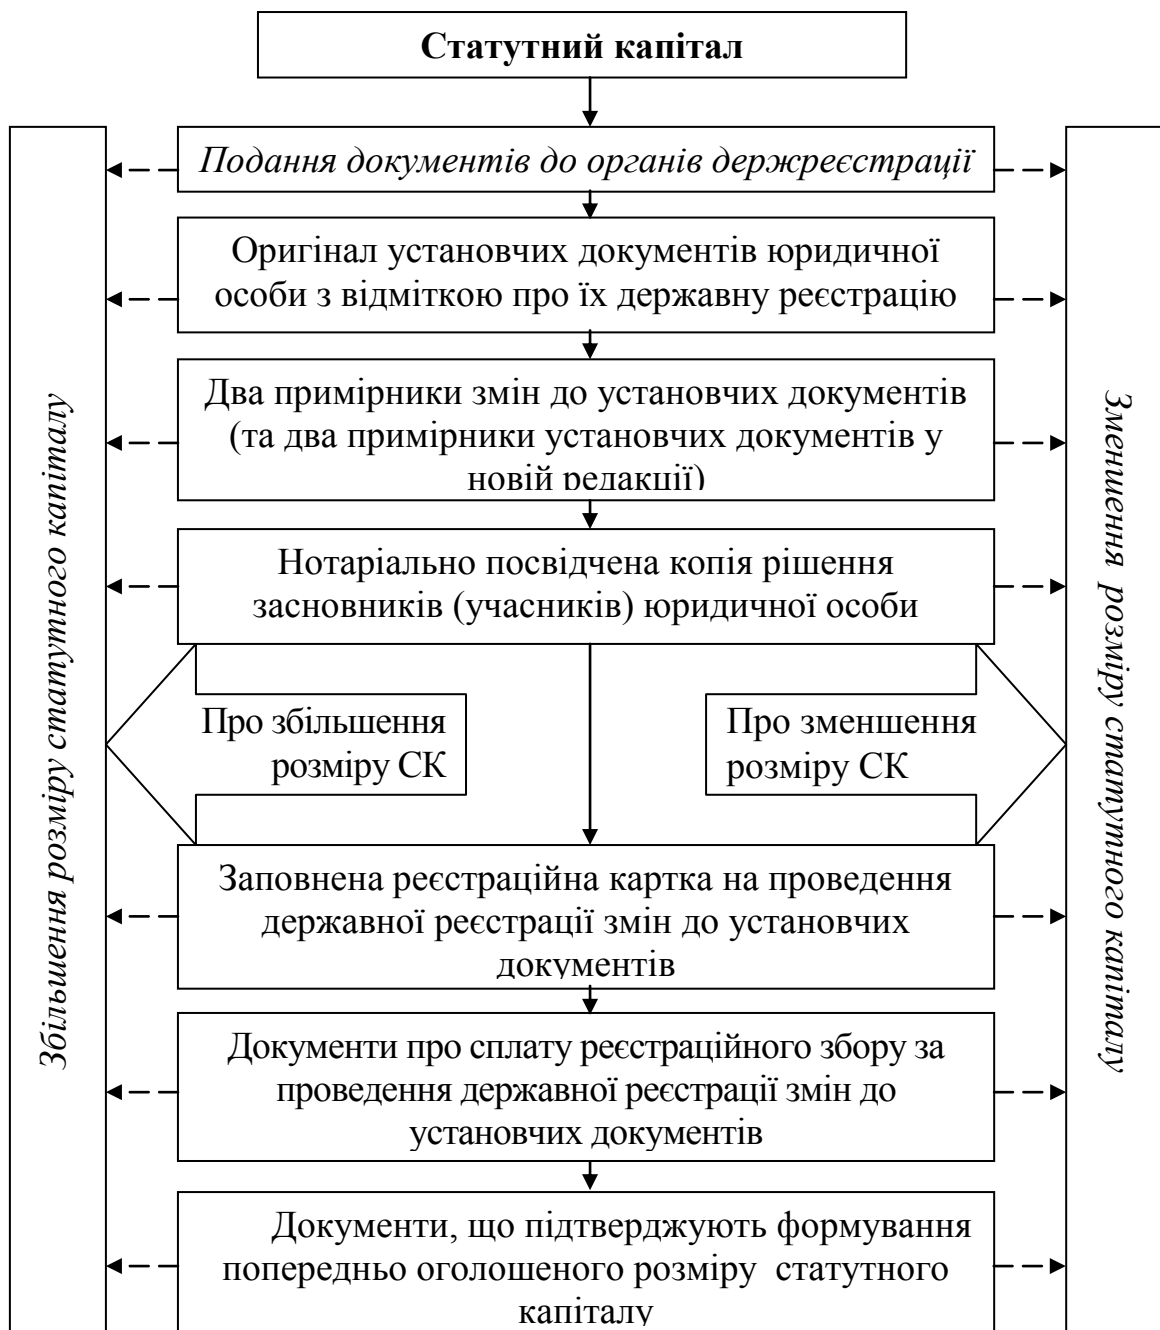 Статутний капітал
Подання документів до органів держреєстрації
Оригінал установчих документів юридичної
особи з відміткою про їх державну реєстрацію
Два примірники змін до установчих документів
(та два примірники установчих документів у
новій редакції)
Нотаріально посвідчена копія рішення
засновників (учасників) юридичної особи
Про збільшення
розміру СК
Про зменшення
розміру СК
Заповнена реєстраційна картка на проведення
державної реєстрації змін до установчих
документів
Документи про сплату реєстраційного збору за
проведення державної реєстрації змін до
установчих документів
Документи, що підтверджують формування
попередньо оголошеного розміру статутного
капіталу
Збільшення розміру статутного капіталу
Зменшення розміру статутного капіталу